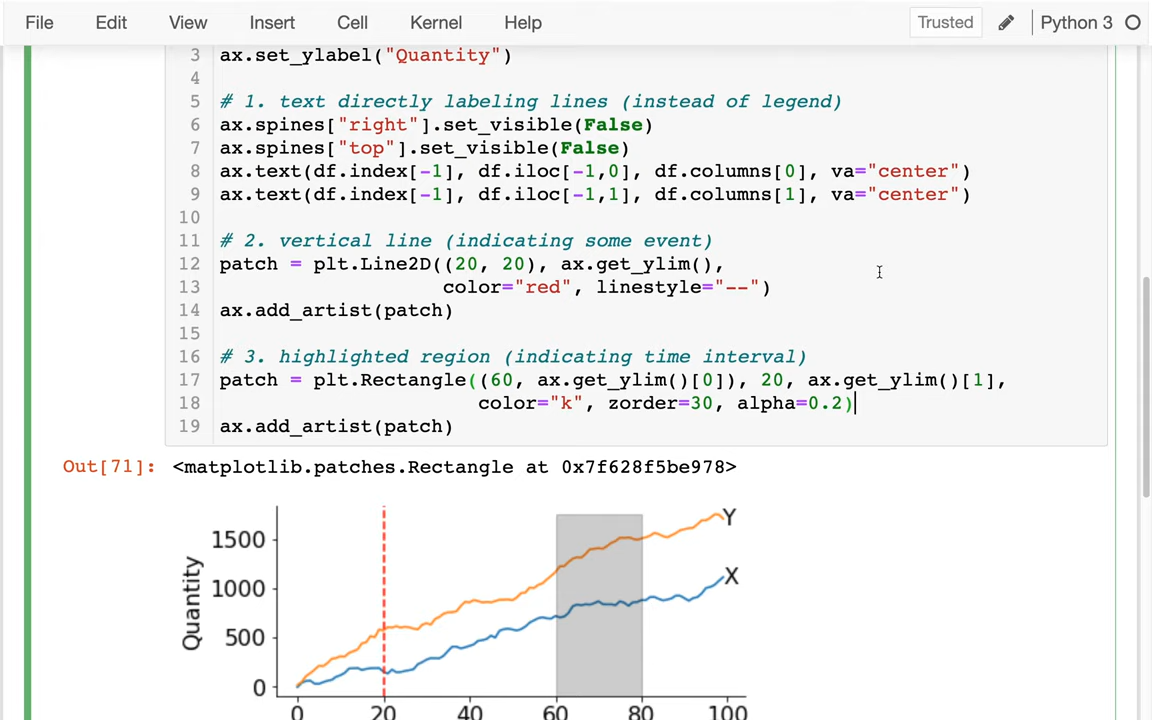 File Edit View Insert Cell Kernel Help Trusted Python 3
3 ax.set_ylabel("Quantity")
4
5 # 1. text directly labeling lines (instead of legend)
6 ax.spines["right"].set_visible(False)
7 ax.spines["top"].set_visible(False)
8 ax.text(df.index[-1], df.iloc[-1,0], df.columns[0], va="center")
9 ax.text(df.index[-1], df.iloc[-1,1], df.columns[1], va="center")
10
11 # 2. vertical line (indicating some event)
12 patch = plt.Line2D((20, 20), ax.get_ylim(),
13 color="red", linestyle="--")
14 ax.add_artist(patch)
15
16 # 3. highlighted region (indicating time interval)
17 patch = plt.Rectangle((60, ax.get_ylim()[0]), 20, ax.get_ylim()[1],
18 color="k", zorder=30, alpha=0.2)
19 ax.add_artist(patch)
Out[71]: <matplotlib.patches.Rectangle at 0x7f628f5be978>
Y
1500
X
1000
Quantity
500
0
0 20 40 60 80 100